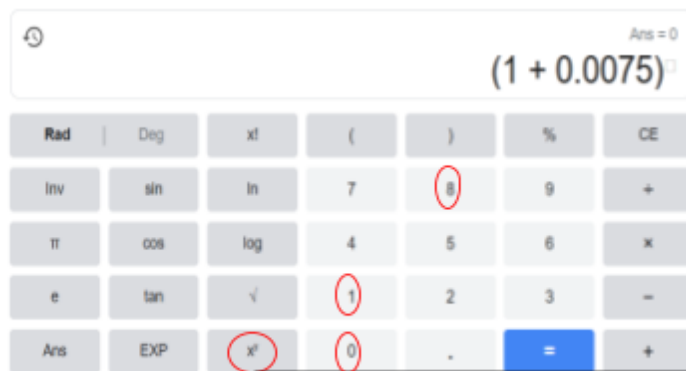 Ans = 0
(1 + 0.0075)
Rad | Deg x! ( ) % CE
Inv sin ln 7 8 9 ÷
π cos log 4 5 6 ×
e tan √ 1 2 3 −
Ans EXP xʸ 0 . = +